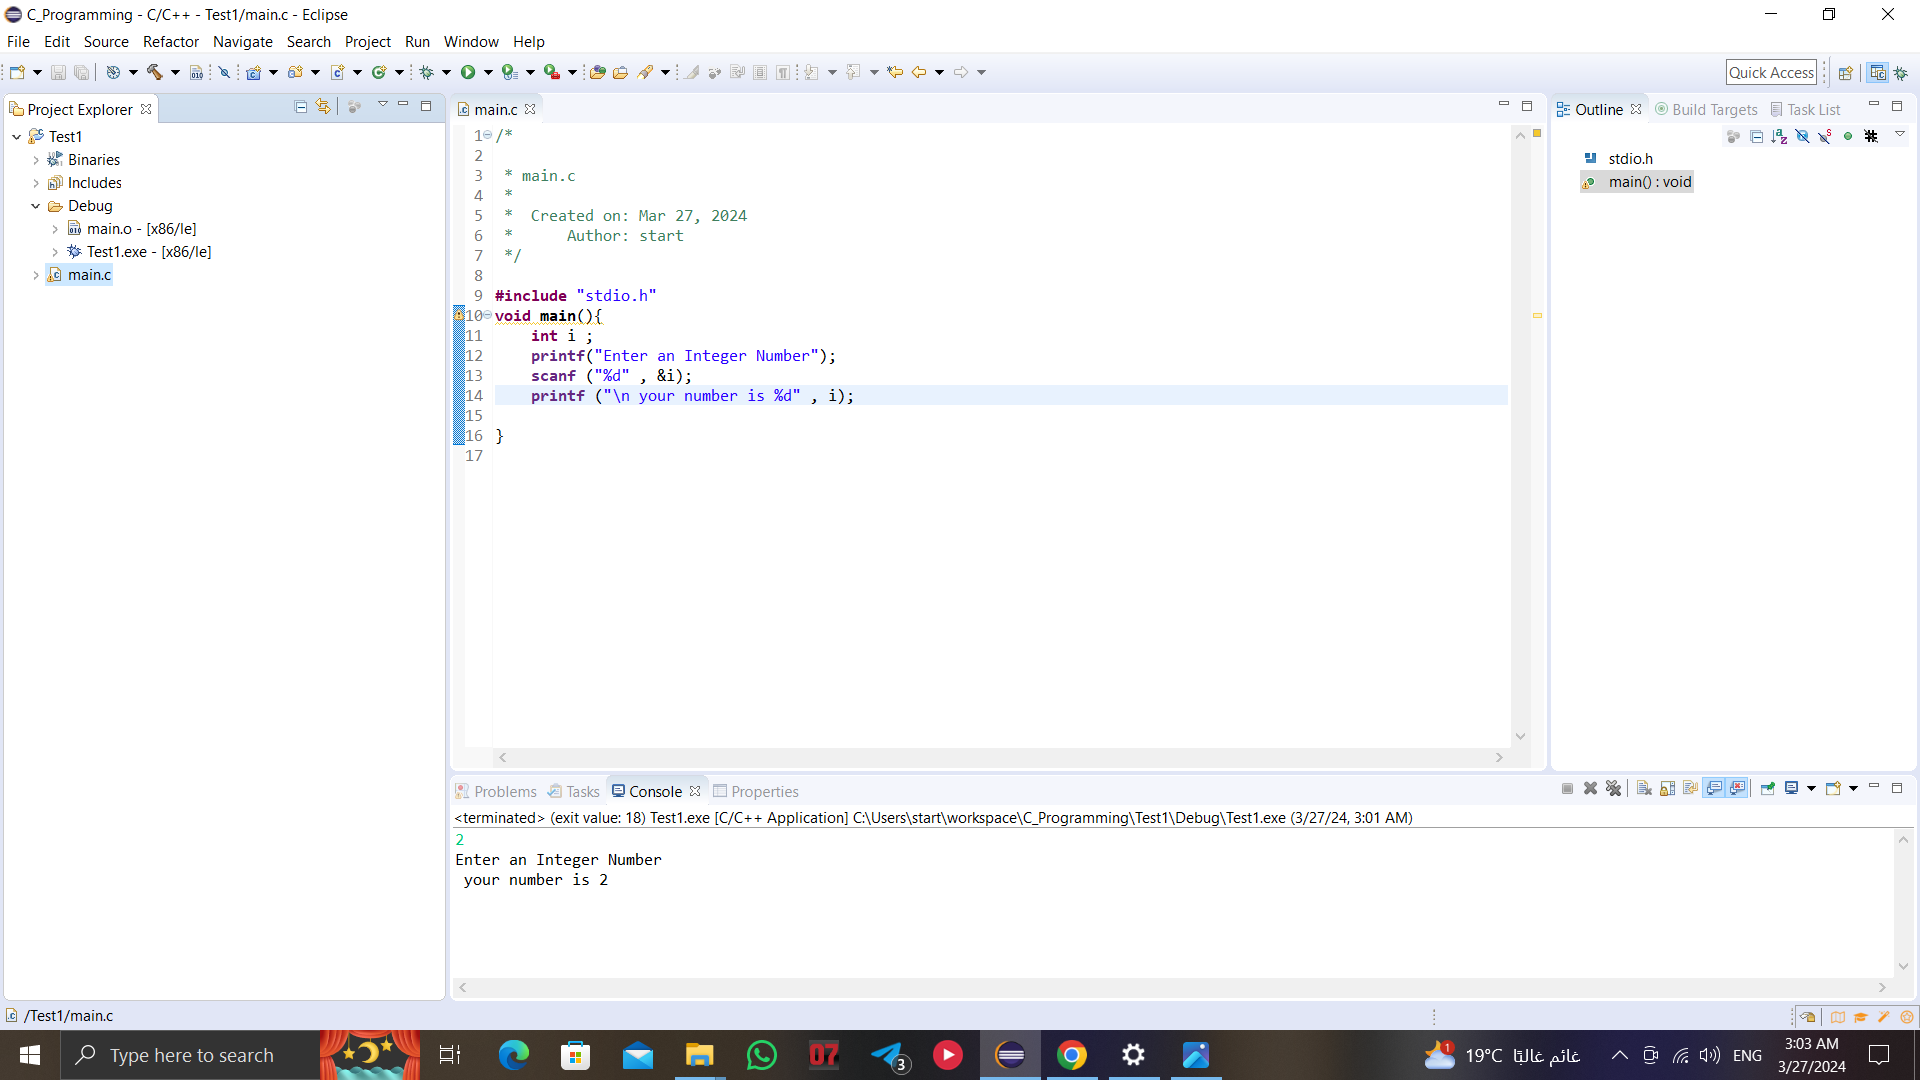 C_Programming - C/C++ - Test1/main.c - Eclipse
File Edit Source Refactor Navigate Search Project Run Window Help
Quick Access
Project Explorer
Test1
Binaries
Includes
Debug
main.o - [x86/le]
Test1.exe - [x86/le]
main.c
main.c
1 /*
2
3 * main.c
4 *
5 * Created on: Mar 27, 2024
6 * Author: start
7 */
8
9 #include "stdio.h"
10 void main(){
11 int i ;
12 printf("Enter an Integer Number");
13 scanf ("%d" , &i);
14 printf ("\n your number is %d" , i);
15
16 }
17
Outline Build Targets Task List
stdio.h
main() : void
Problems Tasks Console Properties
<terminated> (exit value: 18) Test1.exe [C/C++ Application] C:\Users\start\workspace\C_Programming\Test1\Debug\Test1.exe (3/27/24, 3:01 AM)
2
Enter an Integer Number
your number is 2
/Test1/main.c
Type here to search
07
3
1
19°C غائم غالبًا
ENG
3:03 AM
3/27/2024